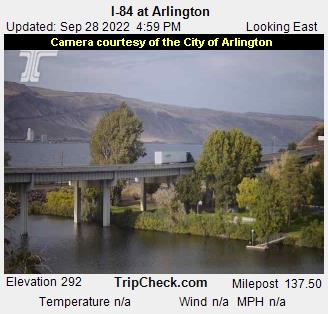 I-84 at Arlington
Updated: Sep 28 2022 4:59 PM Looking East
Camera courtesy of the City of Arlington
Elevation 292 TripCheck.com Milepost 137.50
Temperature n/a Wind n/a MPH n/a